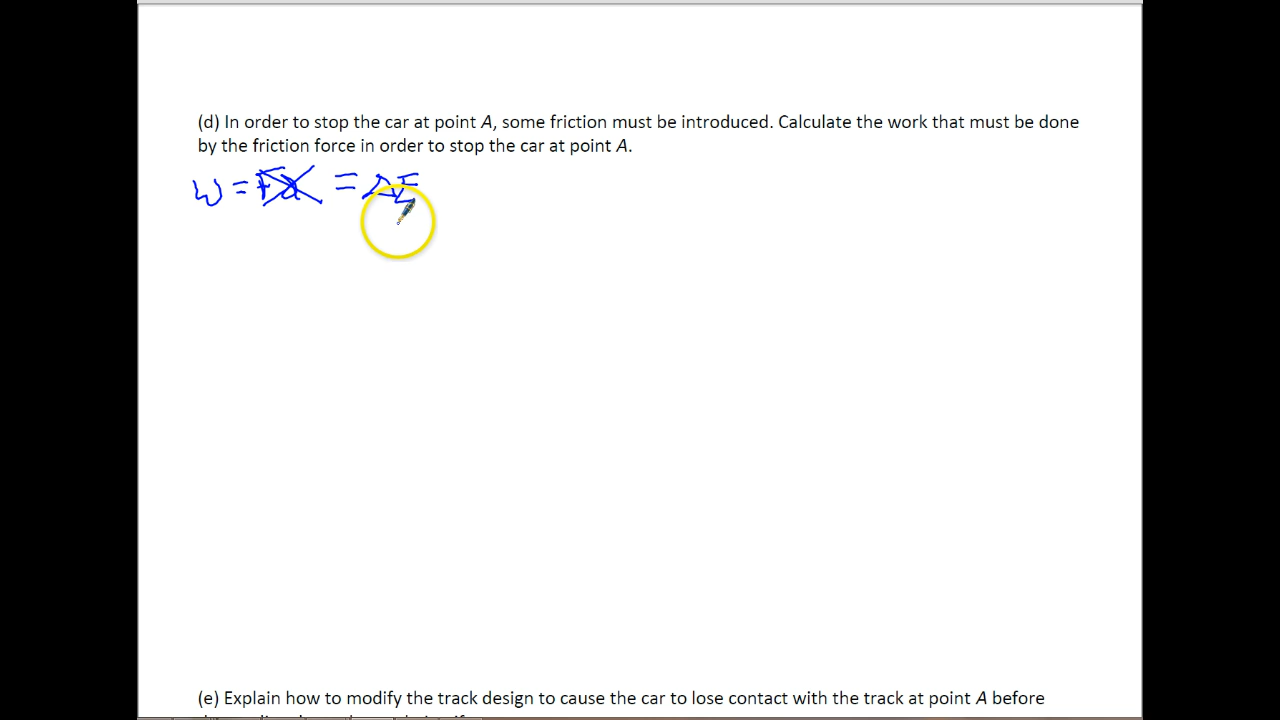 (d) In order to stop the car at point A, some friction must be introduced. Calculate the work that must be done
by the friction force in order to stop the car at point A.
W = Fd = ΔE
(e) Explain how to modify the track design to cause the car to lose contact with the track at point A before